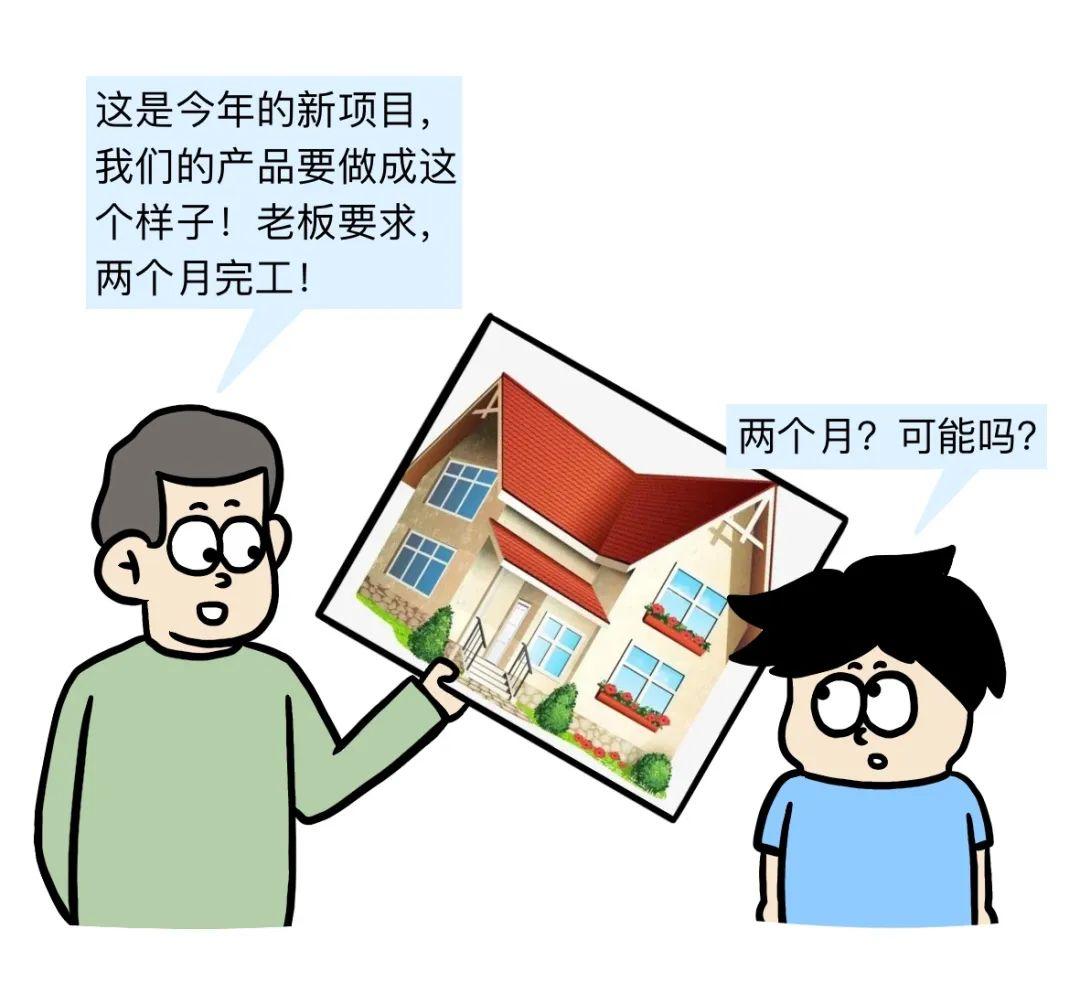 这是今年的新项目，
我们的产品要做成这
个样子！老板要求，
两个月完工！
两个月？可能吗？